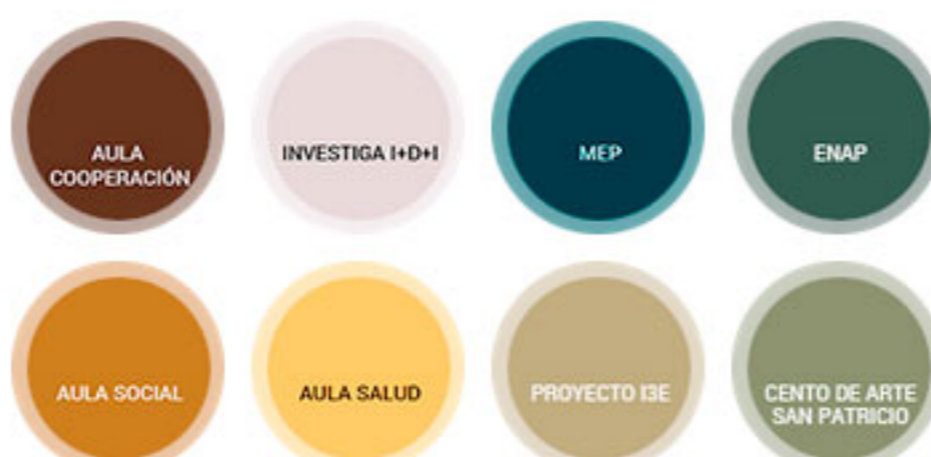 AULA
COOPERACIÓN
INVESTIGA I+D+I
MEP
ENAP
AULA SOCIAL
AULA SALUD
PROYECTO I3E
CENTO DE ARTE
SAN PATRICIO